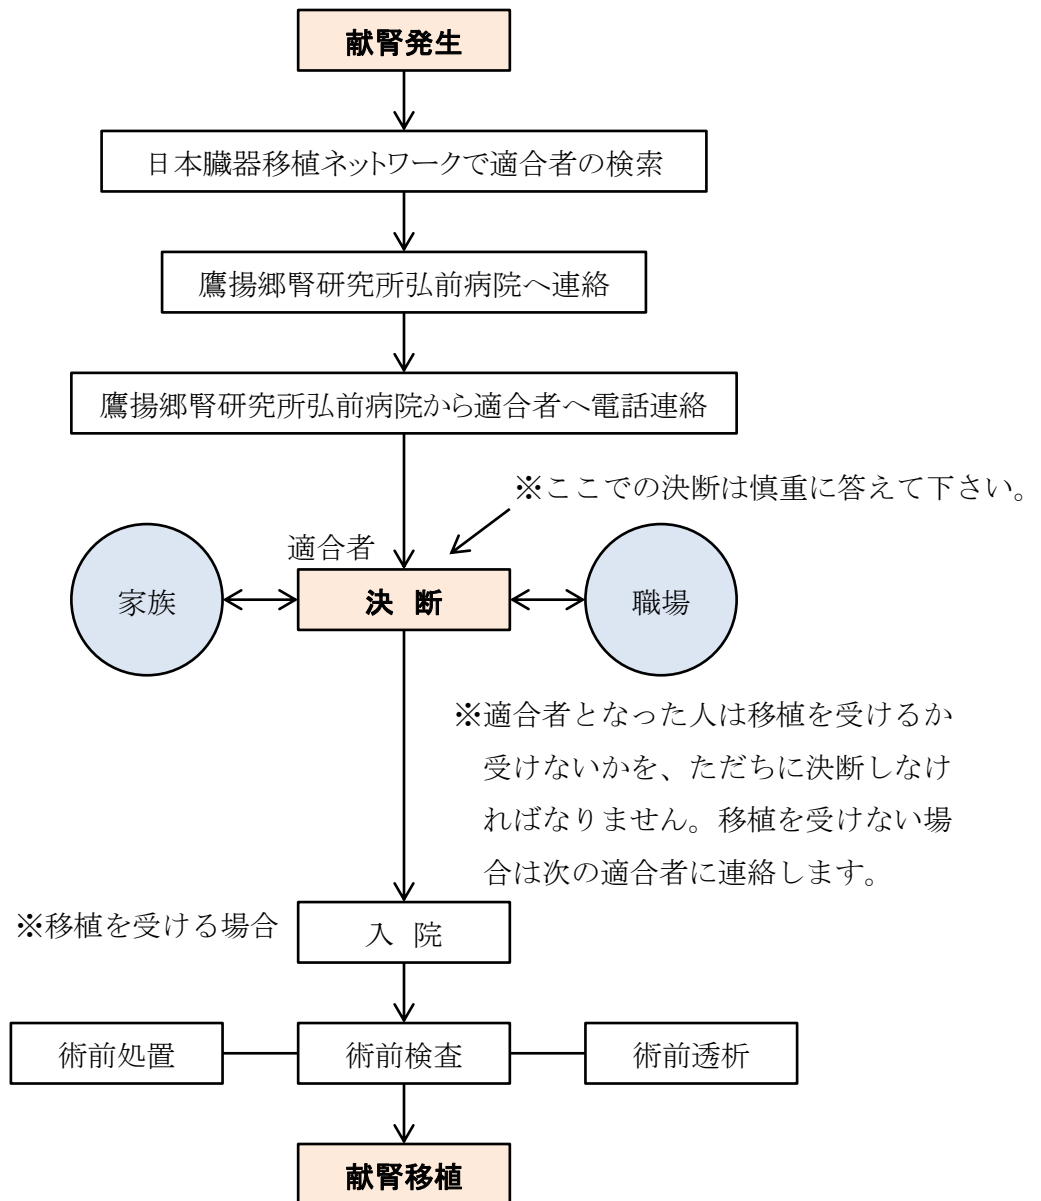 献腎発生
日本臓器移植ネットワークで適合者の検索
鷹揚郷腎研究所弘前病院へ連絡
鷹揚郷腎研究所弘前病院から適合者へ電話連絡
※ここでの決断は慎重に答えて下さい。
適合者
家族
決 断
職場
※適合者となった人は移植を受けるか
受けないかを、ただちに決断しなけ
ればなりません。移植を受けない場
合は次の適合者に連絡します。
※移植を受ける場合
入 院
術前処置
術前検査
術前透析
献腎移植